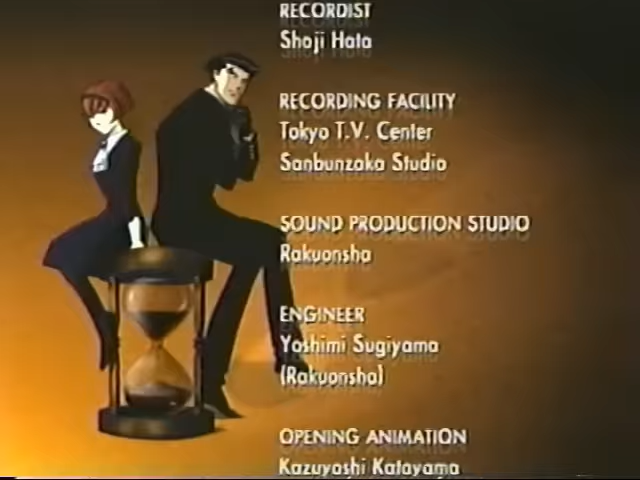 RECORDIST
Shoji Hata
RECORDING FACILITY
Tokyo T.V. Center
Sanbunzaka Studio
SOUND PRODUCTION STUDIO
Rakuonsha
ENGINEER
Yoshimi Sugiyama
(Rakuonsha)
OPENING ANIMATION
Kazuyoshi Katayama